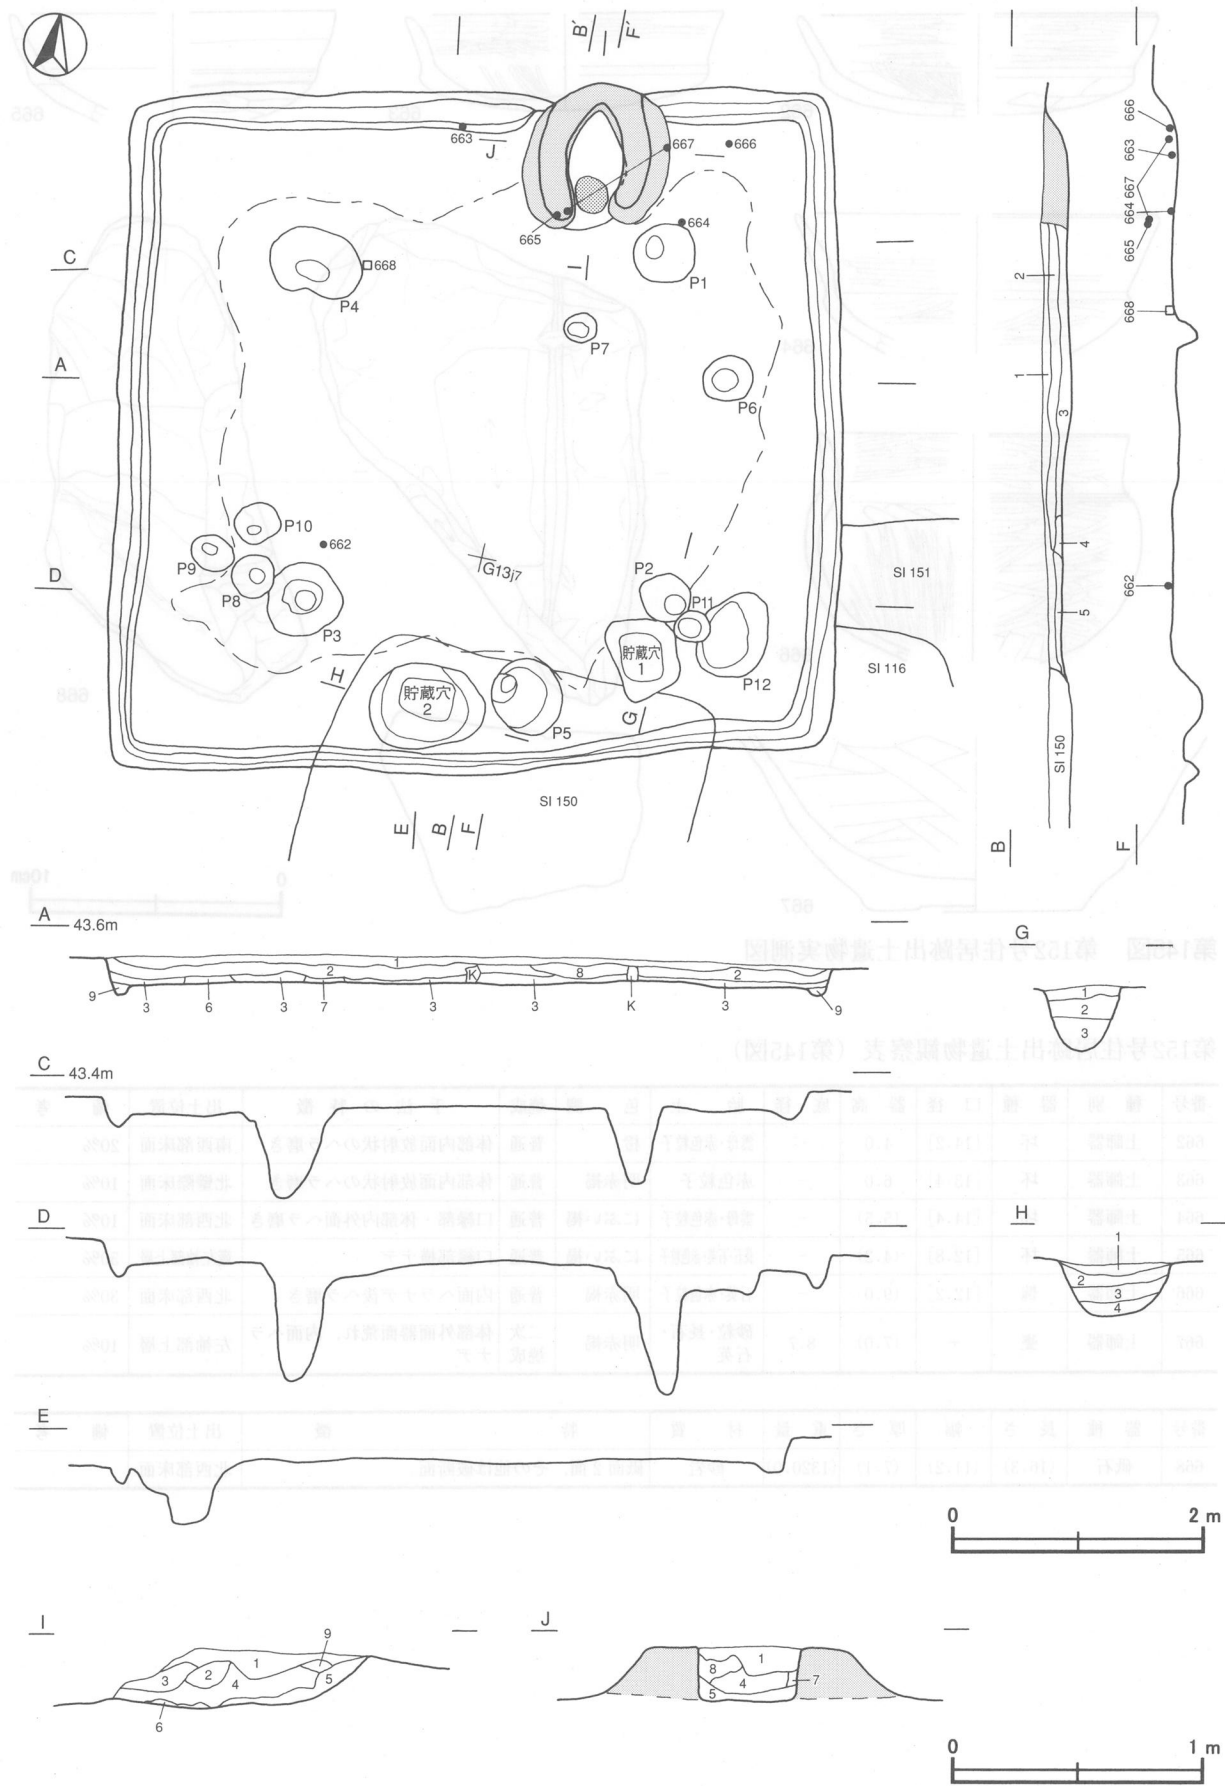 B′ F′
663
J
667
666
665
664
C
668
P4
I
P1
P7
A
P6
P10
662
P9
G13j7
D
P8
P3
P2
P11
SI 151
貯蔵穴
1
P12
SI 116
H
貯蔵穴
2
P5
G
SI 150
E B F
666
663
667
664
665
2
668
1
3
4
662
5
SI 150
B
F
A 43.6m
1
2
K
8
2
9
3
6
3
7
3
3
K
3
9
G
1
2
3
C 43.4m
D
H
1
2
3
4
E
0 2 m
I
9
1
3
2
4
5
6
J
1
8
4
7
5
0 1 m